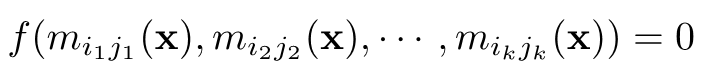 $f(m_{i_1 j_1}(\mathbf{x}), m_{i_2 j_2}(\mathbf{x}), \cdots, m_{i_k j_k}(\mathbf{x})) = 0$